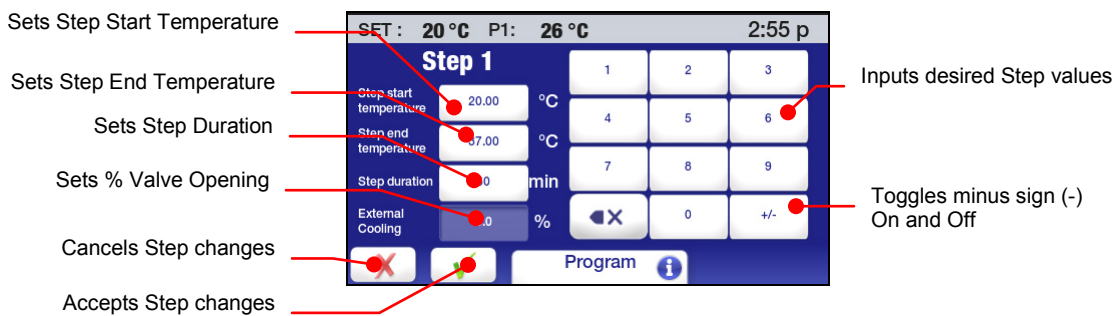 Sets Step Start Temperature
SET : 20 °C P1: 26 °C 2:55 p
Step 1
1 2 3
Inputs desired Step values
Sets Step End Temperature
Step start
temperature
20.00 °C
4 5 6
Sets Step Duration
Step end
temperature
°C
7 8 9
Sets % Valve Opening
Step duration
min
Toggles minus sign (-)
On and Off
External
Cooling
%
X 0 +/-
Cancels Step changes
Program i
Accepts Step changes